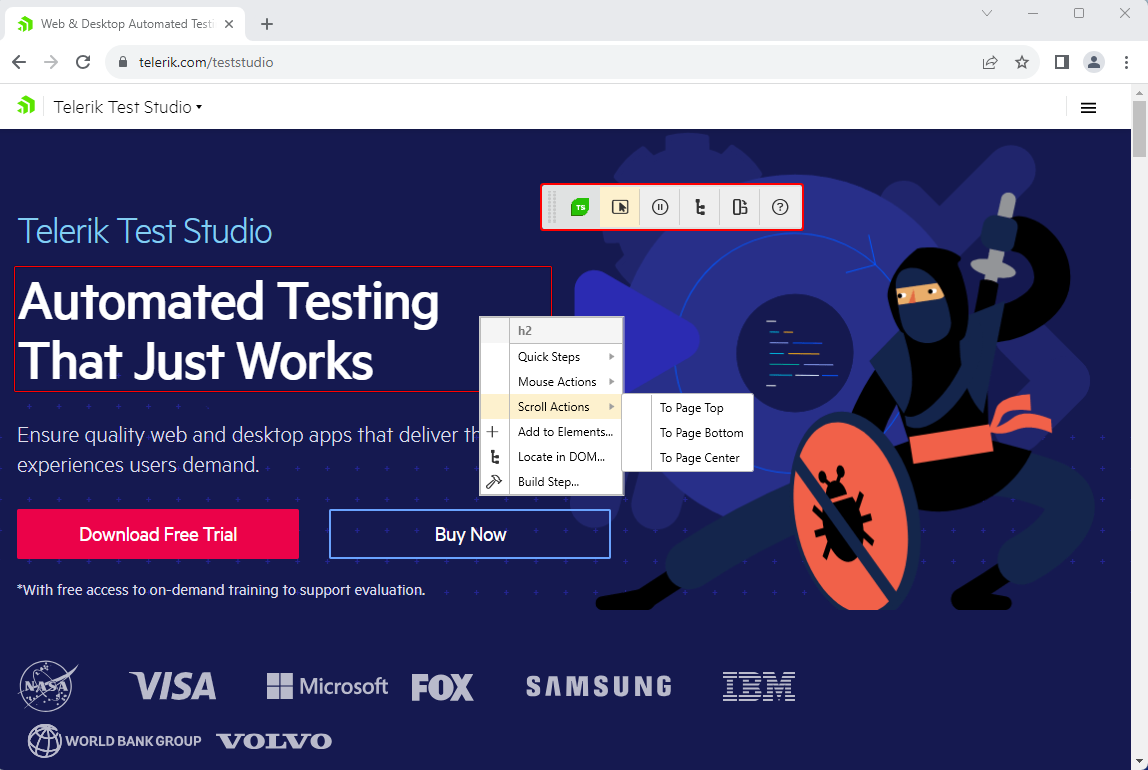 Web & Desktop Automated Testi
telerik.com/teststudio
Telerik Test Studio
TS
Telerik Test Studio
Automated Testing
That Just Works
h2
Quick Steps
Mouse Actions
Scroll Actions
Add to Elements...
Locate in DOM...
Build Step...
To Page Top
To Page Bottom
To Page Center
Ensure quality web and desktop apps that deliver th
experiences users demand.
Download Free Trial
Buy Now
*With free access to on-demand training to support evaluation.
NASA
VISA
Microsoft
FOX
SAMSUNG
IBM
WORLD BANK GROUP
VOLVO